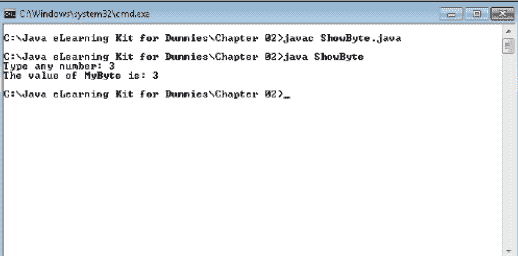 C:\Windows\system32\cmd.exe
C:\Java eLearning Kit for Dummies\Chapter 02>javac ShowByte.java
C:\Java eLearning Kit for Dummies\Chapter 02>java ShowByte
Type any number: 3
The value of MyByte is: 3
C:\Java eLearning Kit for Dummies\Chapter 02>_